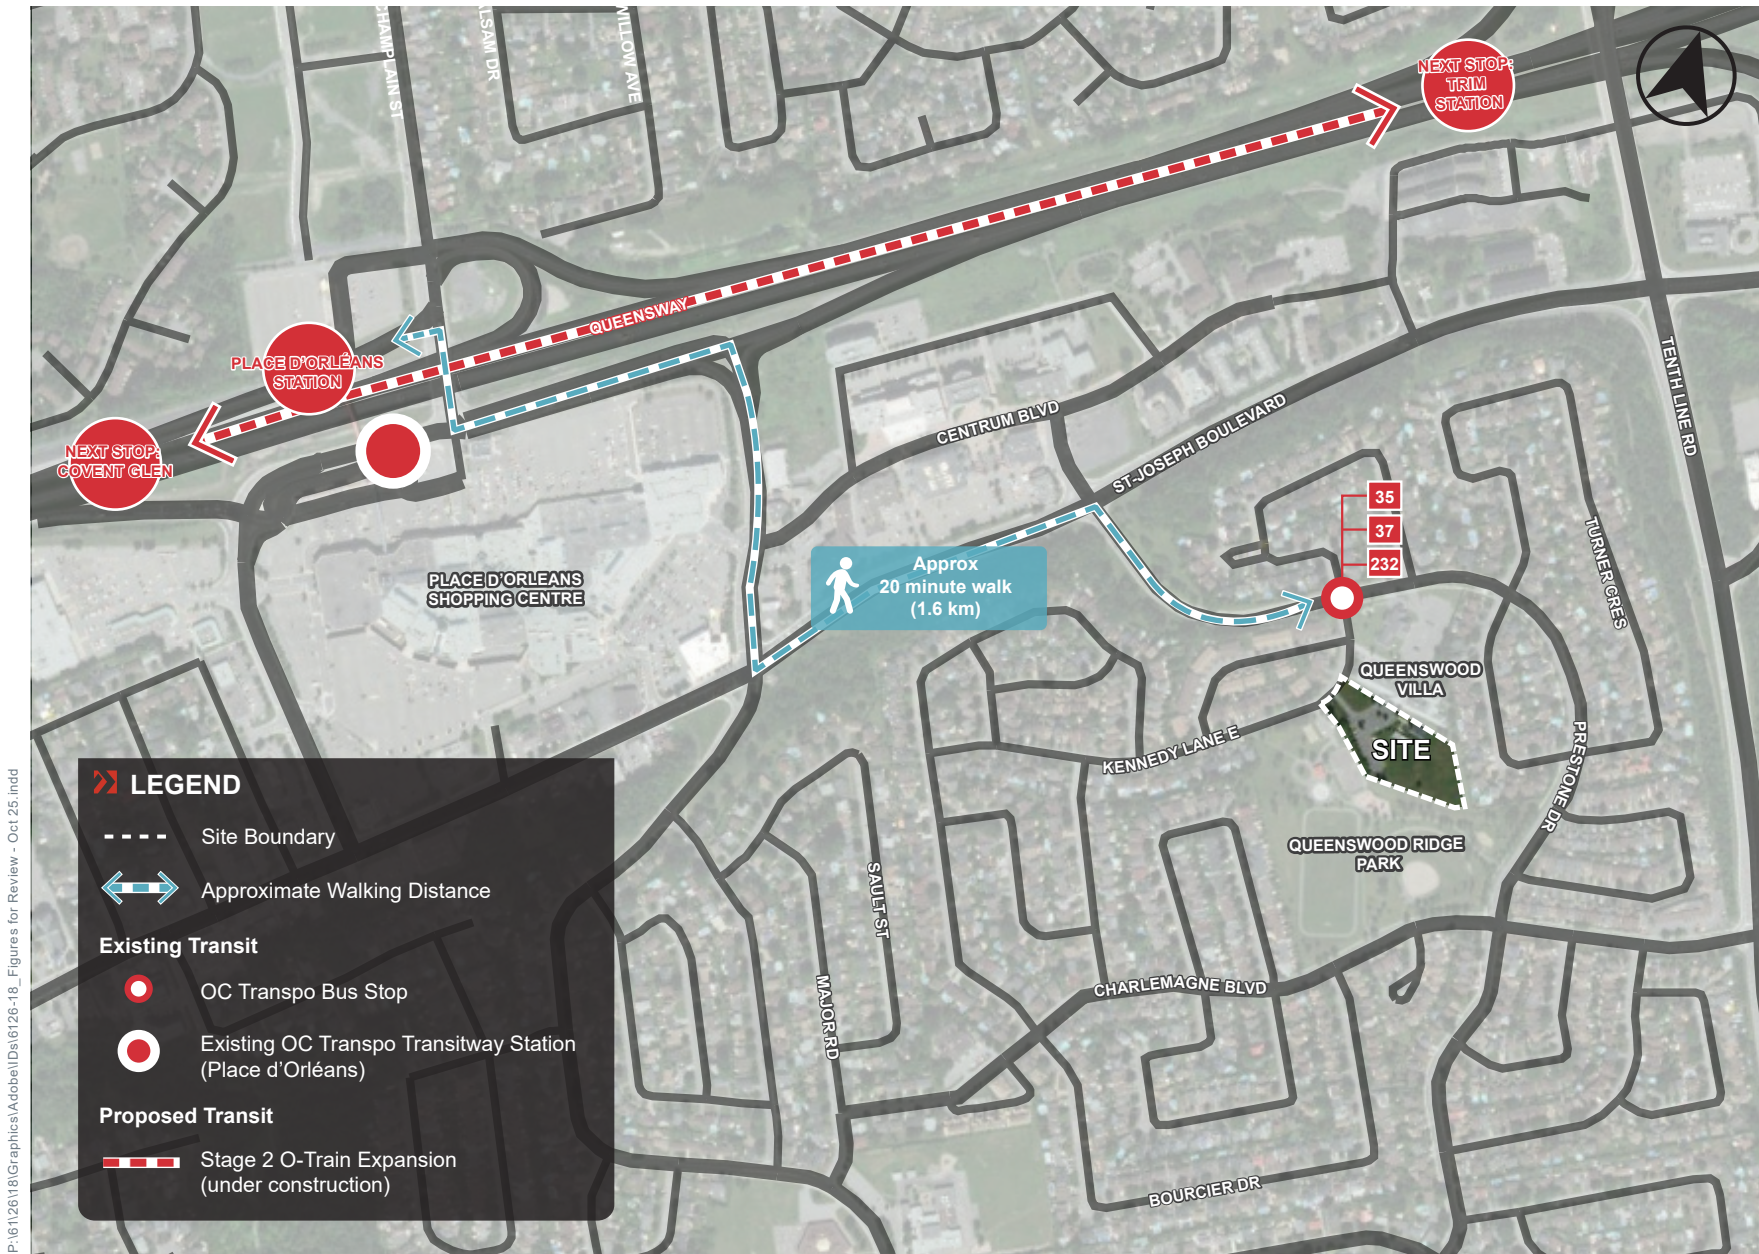 CHAMPLAIN ST
BALSAM DR
WILLOW AVE
NEXT STOP:
TRIM
STATION
QUEENSWAY
PLACE D'ORLÉANS
STATION
NEXT STOP:
COVENT GLEN
TENTH LINE RD
CENTRUM BLVD
ST-JOSEPH BOULEVARD
35
37
232
TURNER CRES
PLACE D'ORLEANS
SHOPPING CENTRE
Approx
20 minute walk
(1.6 km)
QUEENSWOOD
VILLA
KENNEDY LANE E
SITE
PRESTONE DR
QUEENSWOOD RIDGE
PARK
SAULT ST
MAJOR RD
CHARLEMAGNE BLVD
BOURCIER DR
LEGEND
Site Boundary
Approximate Walking Distance
Existing Transit
OC Transpo Bus Stop
Existing OC Transpo Transitway Station
(Place d'Orléans)
Proposed Transit
Stage 2 O-Train Expansion
(under construction)
P:\61\26\18\Graphics\Adobe\IDs\6126-18_Figures for Review - Oct 25.indd